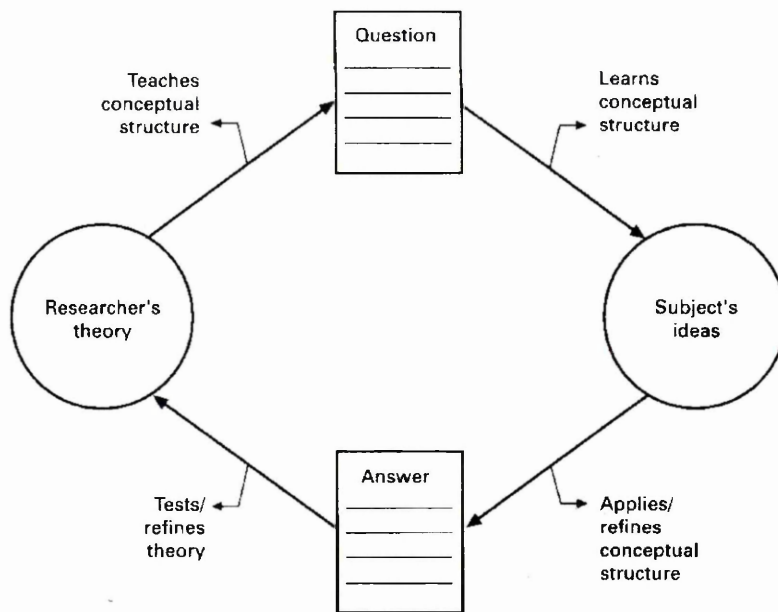 Question
Teaches
conceptual
structure
Learns
conceptual
structure
Researcher's
theory
Subject's
ideas
Answer
Tests/
refines
theory
Applies/
refines
conceptual
structure